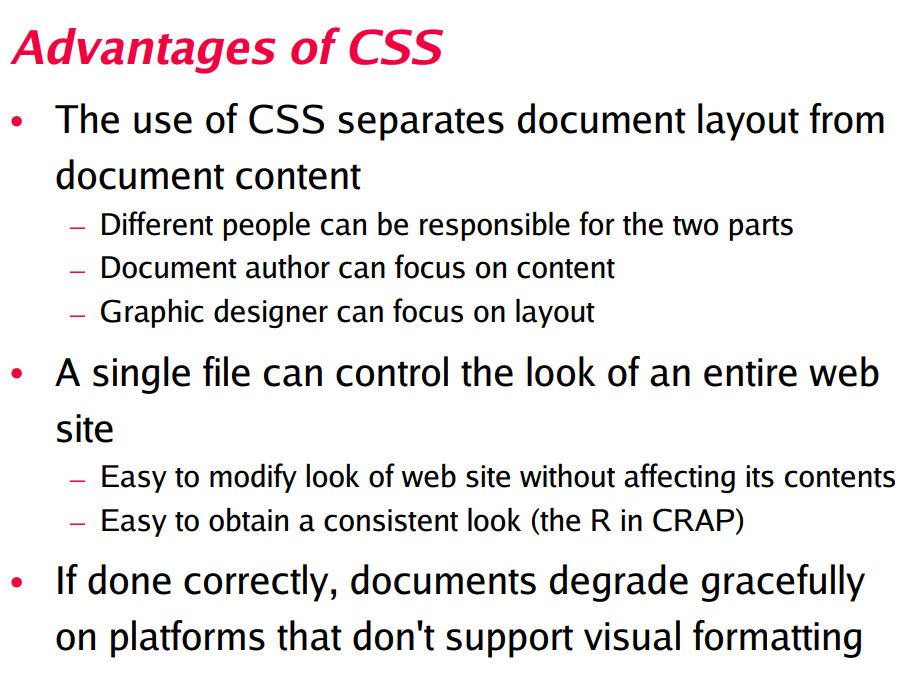 Advantages of CSS
• The use of CSS separates document layout from
document content
– Different people can be responsible for the two parts
– Document author can focus on content
– Graphic designer can focus on layout
• A single file can control the look of an entire web
site
– Easy to modify look of web site without affecting its contents
– Easy to obtain a consistent look (the R in CRAP)
• If done correctly, documents degrade gracefully
on platforms that don't support visual formatting